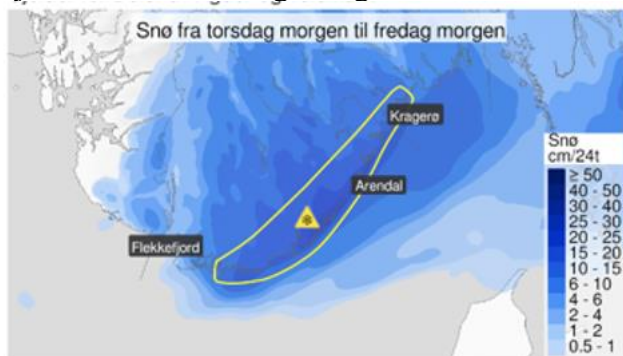 Snø fra torsdag morgen til fredag morgen
Kragerø
Arendal
Flekkefjord
Snø
cm/24t
≥ 50
40 - 50
30 - 40
25 - 30
20 - 25
15 - 20
10 - 15
6 - 10
4 - 6
2 - 4
1 - 2
0.5 - 1